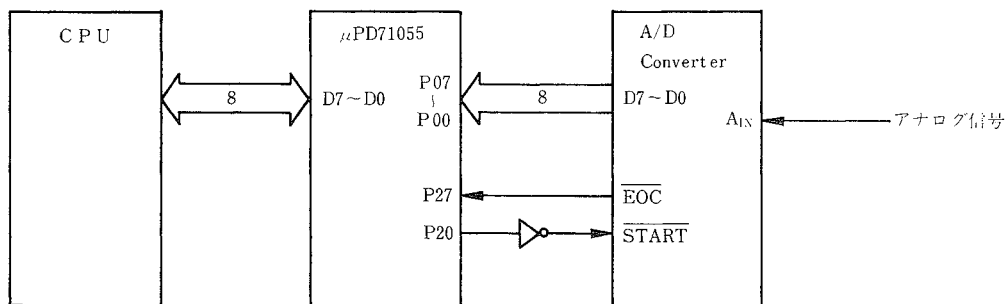 CPU
8
μPD71055
D7～D0
P07
～
P00
P27
P20
8
A/D
Converter
D7～D0
A_IN
EOC
START
アナログ信号